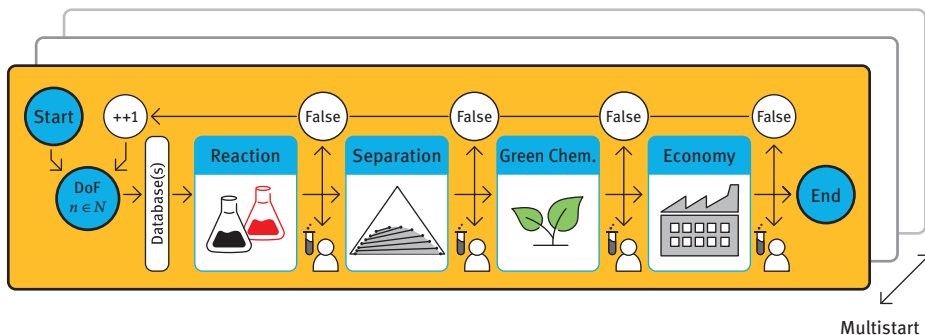 Start
++1
False
False
False
False
DoF
n ∈ N
Database(s)
Reaction
Separation
Green Chem.
Economy
End
Multistart